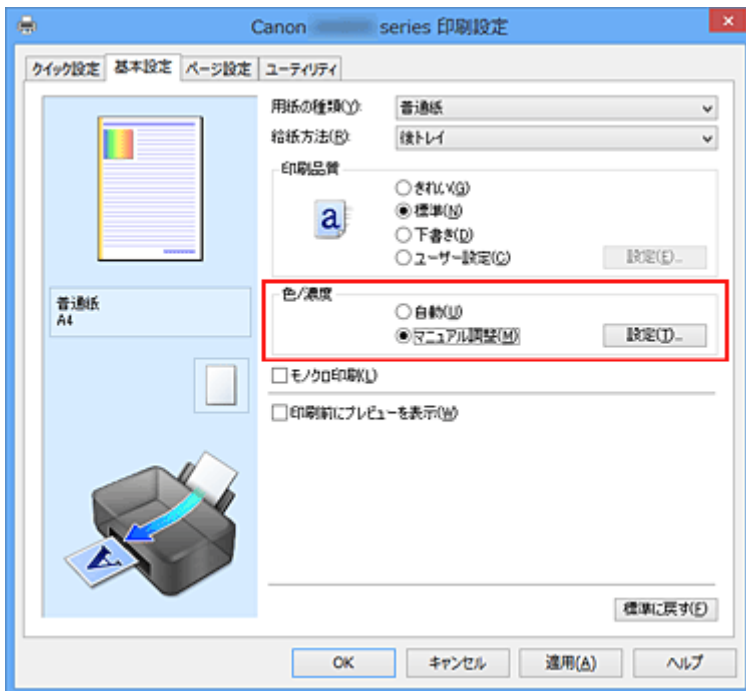 Canon series 印刷設定
クイック設定 基本設定 ページ設定 ユーティリティ
用紙の種類(Y): 普通紙
給紙方法(R): 後トレイ
印刷品質
a
きれい(G)
標準(N)
下書き(D)
ユーザー設定(C) 設定(E)...
色/濃度
自動(U)
マニュアル調整(M) 設定(T)...
普通紙
A4
モノクロ印刷(L)
印刷前にプレビューを表示(W)
A
標準に戻す(F)
OK キャンセル 適用(A) ヘルプ